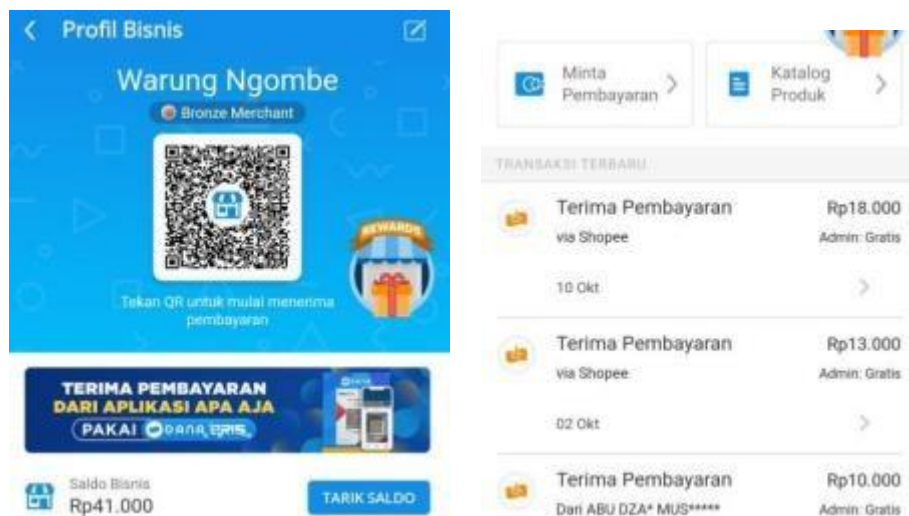 Profil Bisnis
Warung Ngombe
Bronze Merchant
REWARDS
Tekan QR untuk mulai menerima
pembayaran
TERIMA PEMBAYARAN
DARI APLIKASI APA AJA
PAKAI DANA QRIS
Saldo Bisnis
Rp41.000
TARIK SALDO
Minta
Pembayaran
Katalog
Produk
TRANSAKSI TERBARU
Terima Pembayaran Rp18.000
via Shopee Admin: Gratis
10 Okt
Terima Pembayaran Rp13.000
via Shopee Admin: Gratis
02 Okt
Terima Pembayaran Rp10.000
Dari ABU DZA* MUS***** Admin: Gratis